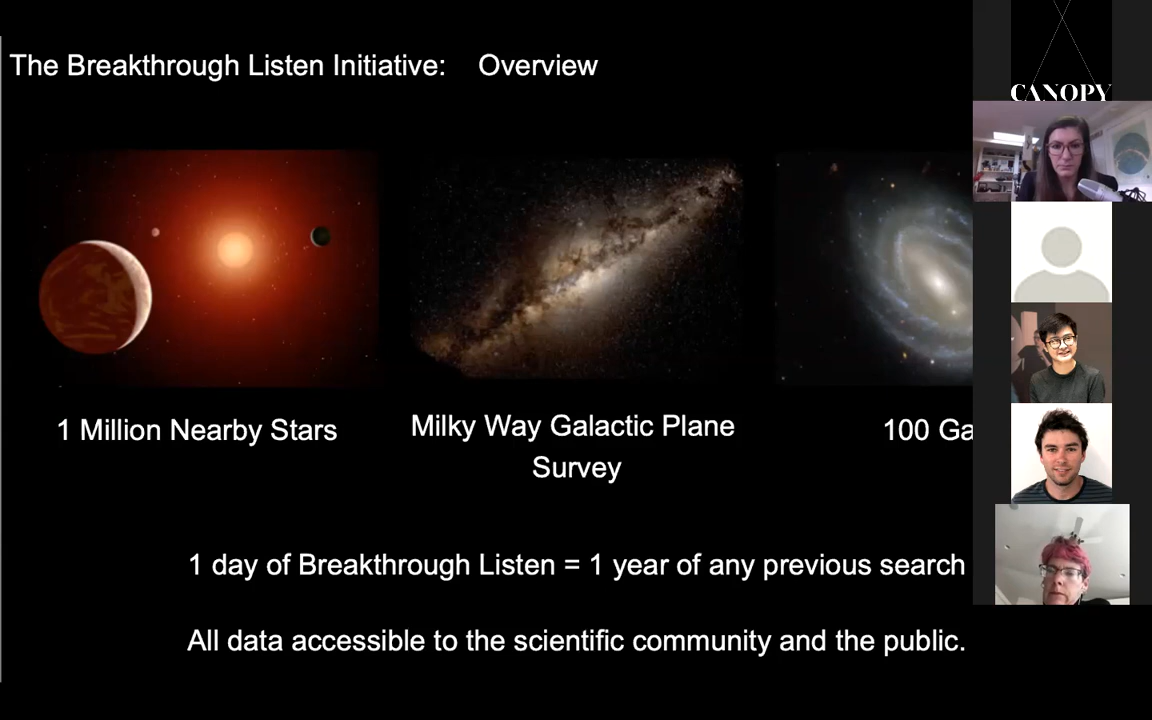 The Breakthrough Listen Initiative: Overview
CANOPY
1 Million Nearby Stars
Milky Way Galactic Plane
Survey
100 Ga
1 day of Breakthrough Listen = 1 year of any previous search
All data accessible to the scientific community and the public.